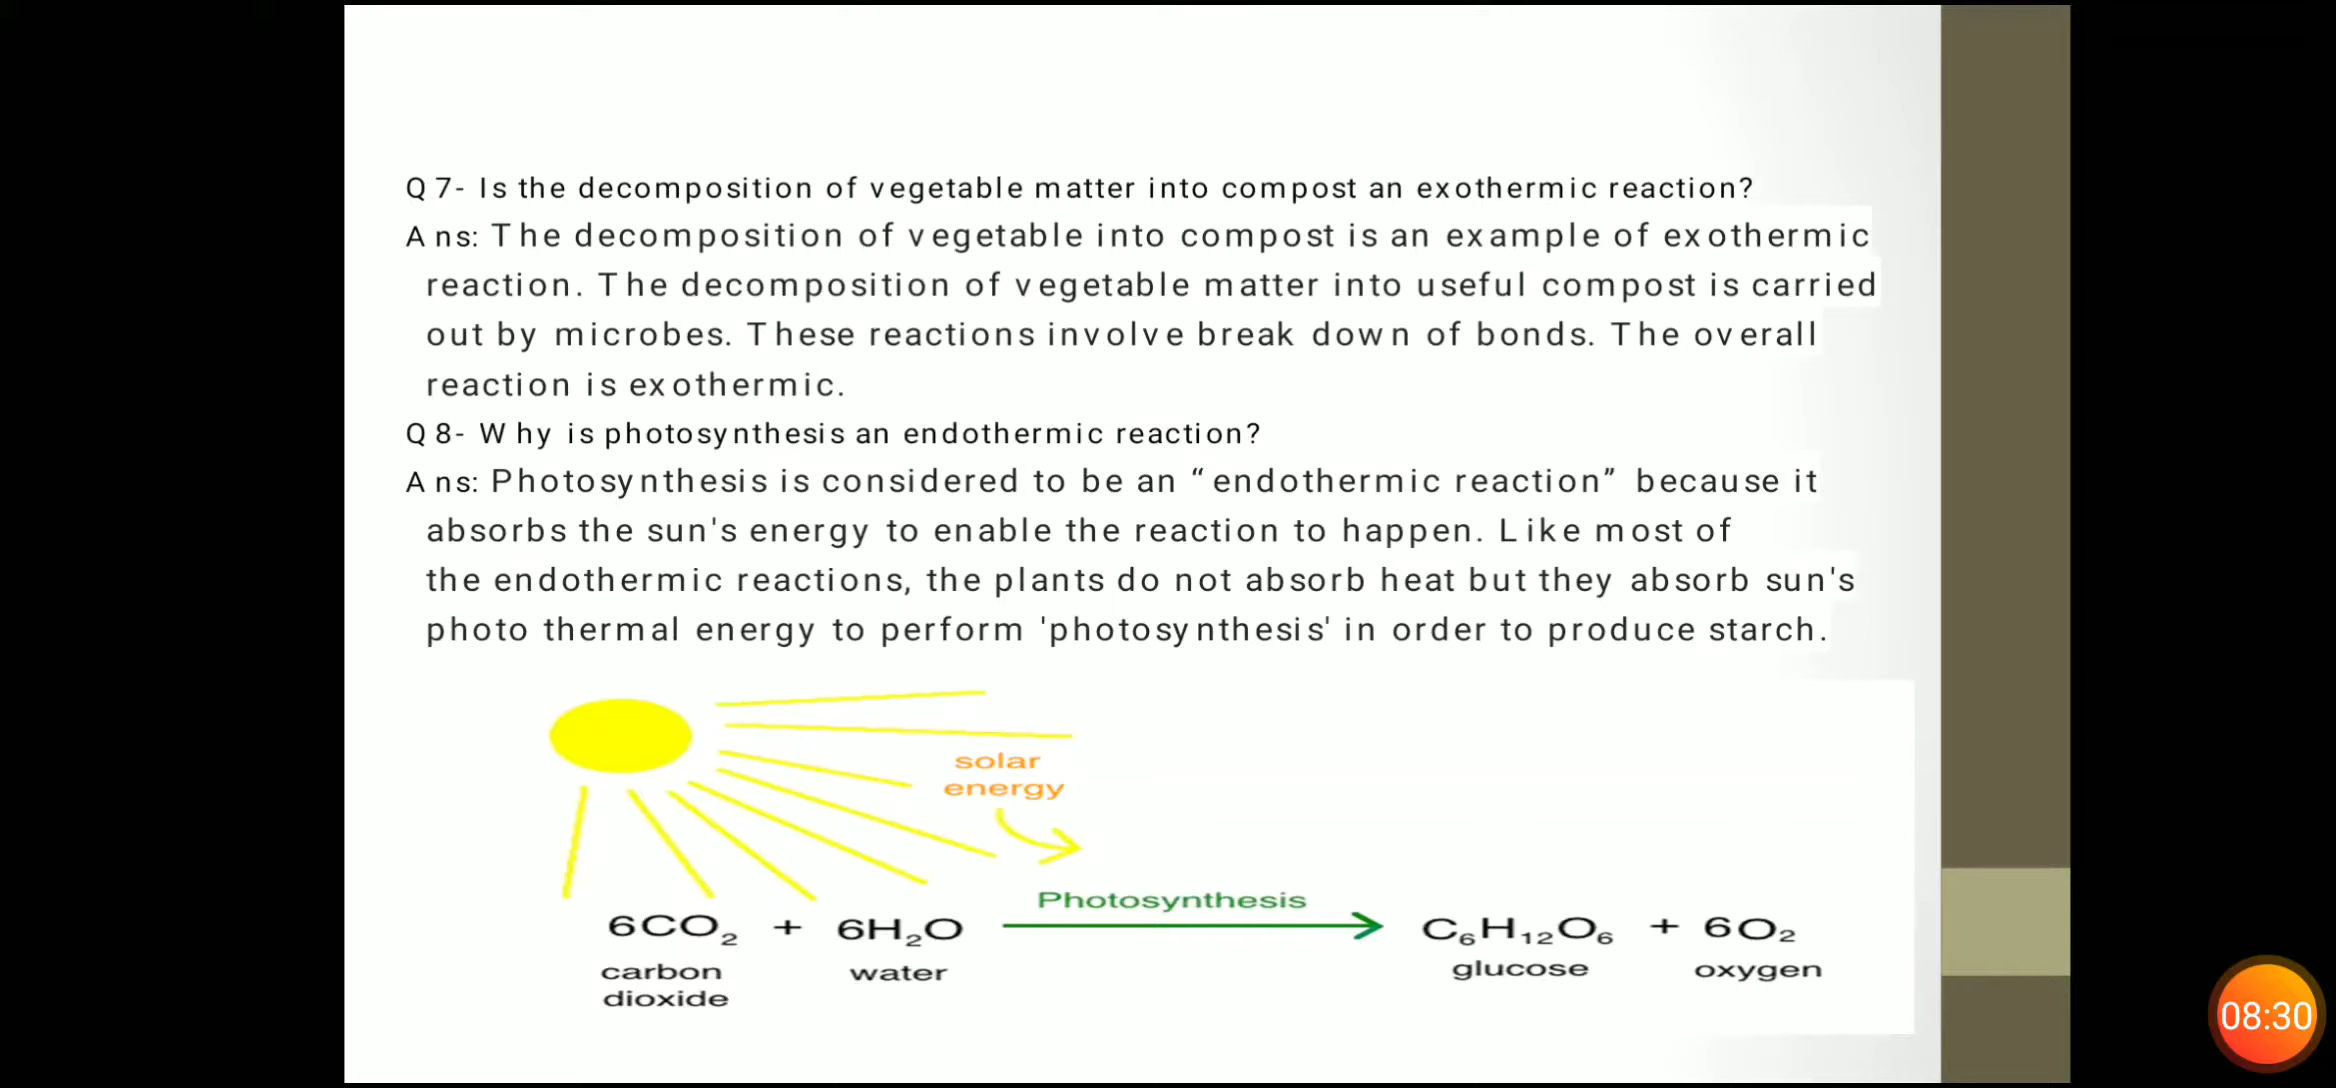 Q 7- Is the decomposition of vegetable matter into compost an exothermic reaction?
Ans: The decomposition of vegetable into compost is an example of exothermic
reaction. The decomposition of vegetable matter into useful compost is carried
out by microbes. These reactions involve break down of bonds. The overall
reaction is exothermic.
Q 8- Why is photosynthesis an endothermic reaction?
Ans: Photosynthesis is considered to be an “endothermic reaction” because it
absorbs the sun's energy to enable the reaction to happen. Like most of
the endothermic reactions, the plants do not absorb heat but they absorb sun's
photo thermal energy to perform 'photosynthesis' in order to produce starch.
solar
energy
Photosynthesis
6CO₂ + 6H₂O C₆H₁₂O₆ + 6O₂
carbon water glucose oxygen
dioxide
08:30